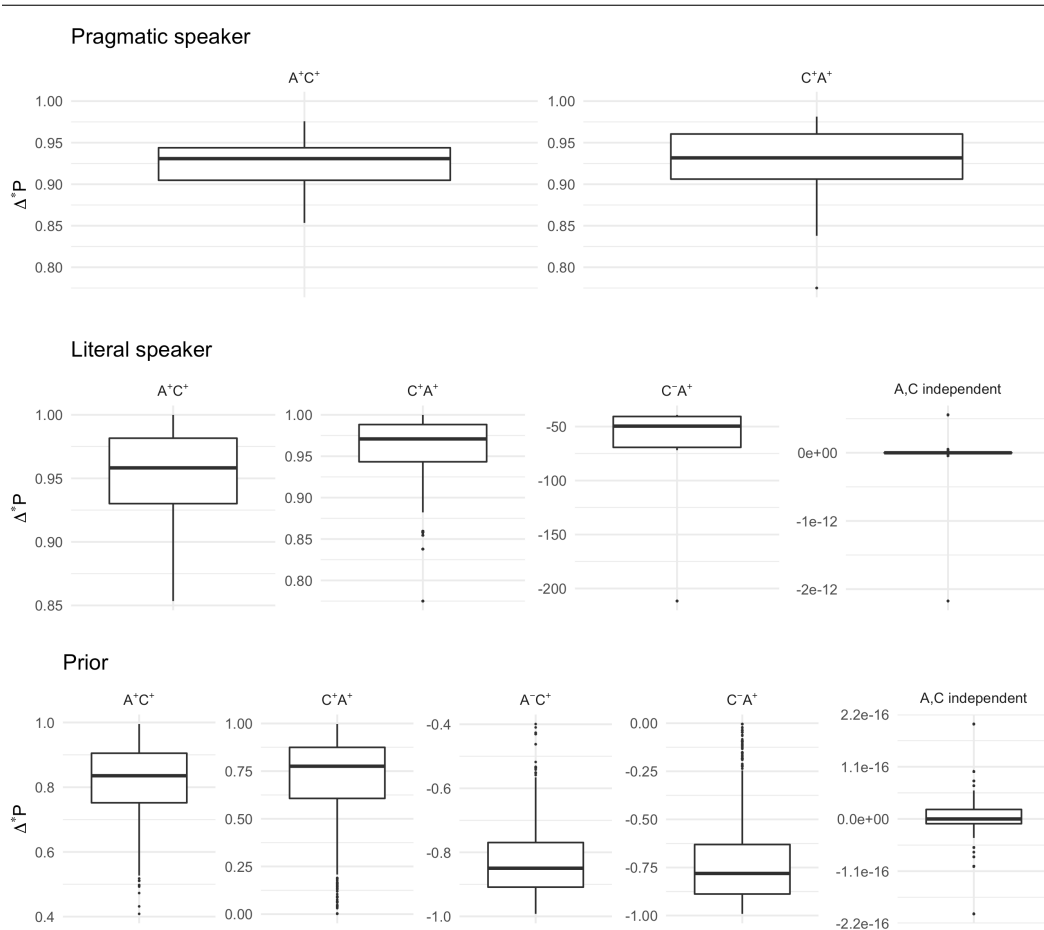 Pragmatic speaker
A⁺C⁺ C⁺A⁺
1.00 1.00
0.95 0.95
0.90 0.90
0.85 0.85
0.80 0.80
Δ*P
Literal speaker
A⁺C⁺ C⁺A⁺ C⁻A⁺ A,C independent
1.00
0.95
0.90
0.85
Δ*P
1.00
0.95
0.90
0.85
0.80
-50
-100
-150
-200
0e+00
-1e-12
-2e-12
Prior
A⁺C⁺ C⁺A⁺ A⁻C⁺ C⁻A⁺ A,C independent
1.0
0.8
0.6
0.4
Δ*P
1.00
0.75
0.50
0.25
0.00
-0.4
-0.6
-0.8
-1.0
0.00
-0.25
-0.50
-0.75
-1.00
2.2e-16
1.1e-16
0.0e+00
-1.1e-16
-2.2e-16